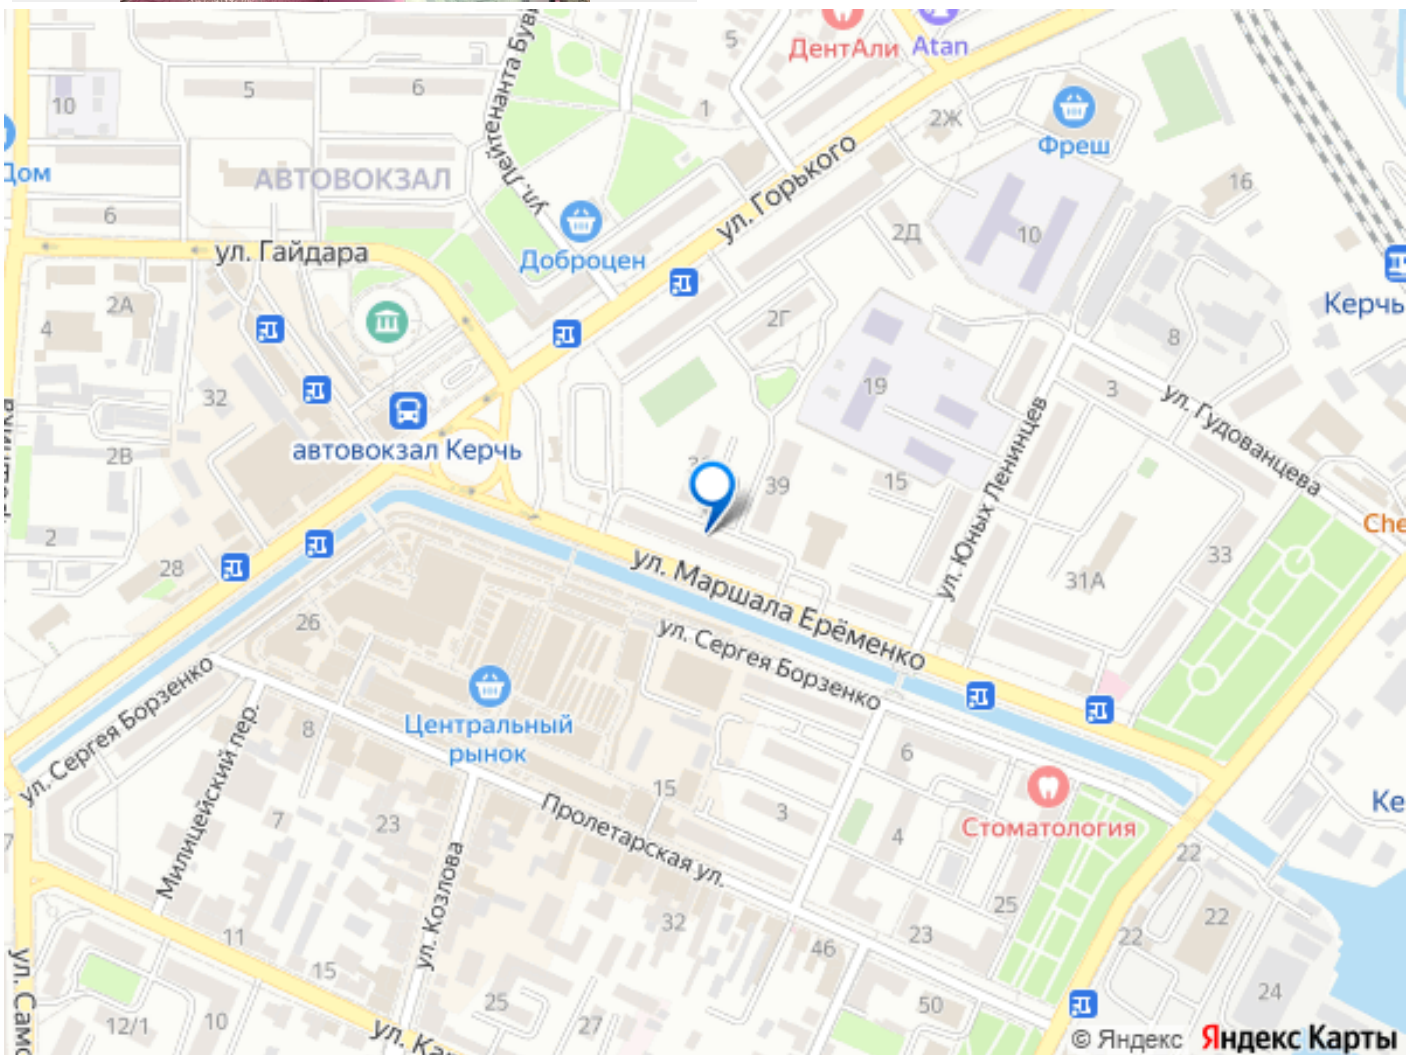 ДентАли
Atan
5
10
5
6
1
2Ж
Фреш
Дом
АВТОВОКЗАЛ
ул. Горького
16
6
ул. Гайдара
Доброцен
2Д
10
Керчь
2А
4
2Г
8
32
19
3
ул. Гудованцева
автовокзал Керчь
2В
39
15
ул. Юных Ленинцев
Che
2
28
33
31А
ул. Маршала Ерёменко
26
ул. Сергея Борзенко
ул. Сергея Борзенко
Центральный
рынок
Милицейский пер.
8
6
15
3
4
Стоматология
Ке
7
7
23
Пролетарская ул.
ул. Козлова
22
32
25
22
11
46
23
22
15
25
50
24
12/1
10
27
© Яндекс
Яндекс Карты